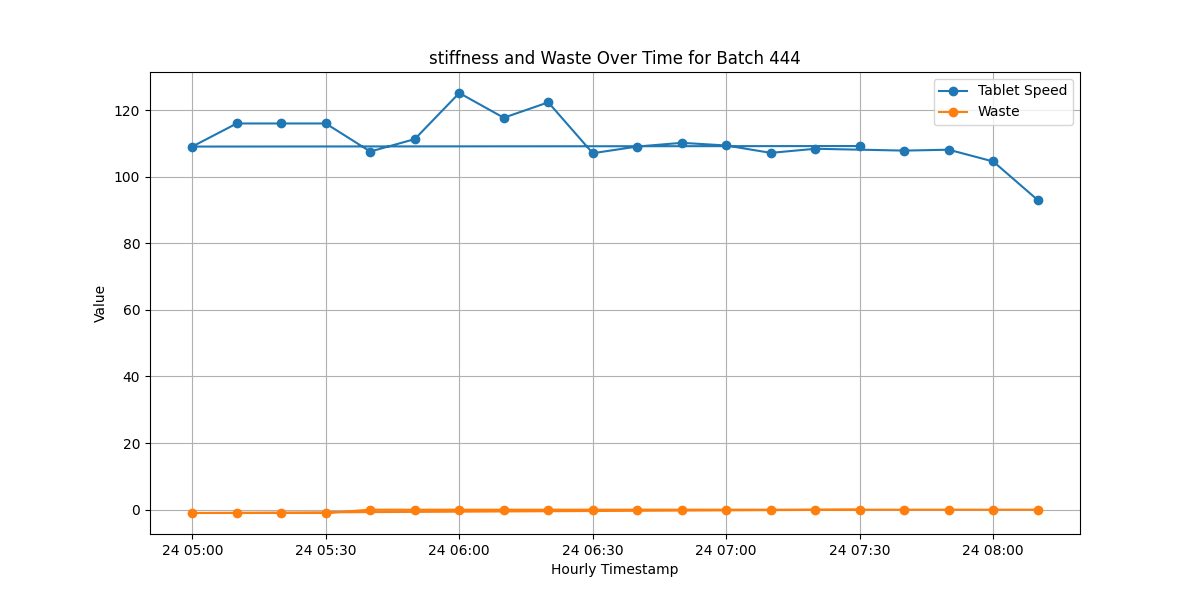 stiffness and Waste Over Time for Batch 444
Tablet Speed
Waste
120
100
80
60
40
20
0
Value
24 05:00
24 05:30
24 06:00
24 06:30
24 07:00
24 07:30
24 08:00
Hourly Timestamp